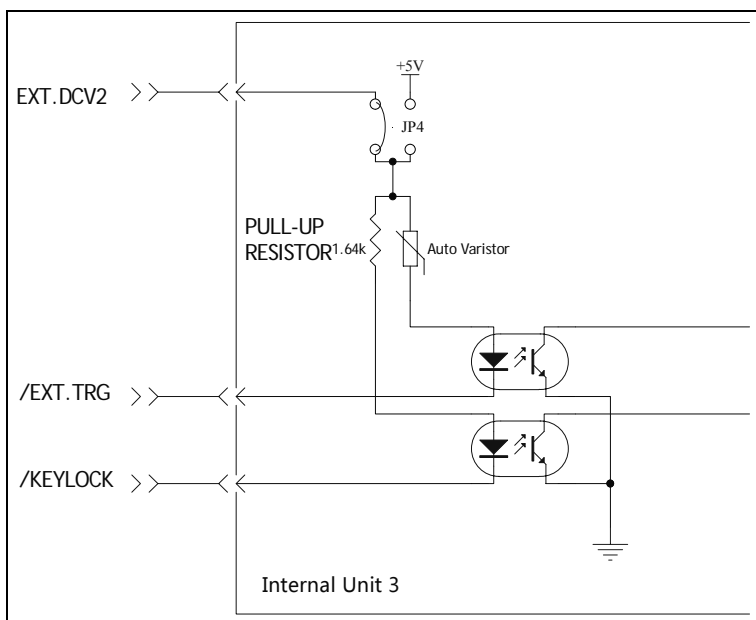 +5V
EXT.DCV2
JP4
PULL-UP
RESISTOR 1.64k
Auto Varistor
/EXT.TRG
/KEYLOCK
Internal Unit 3